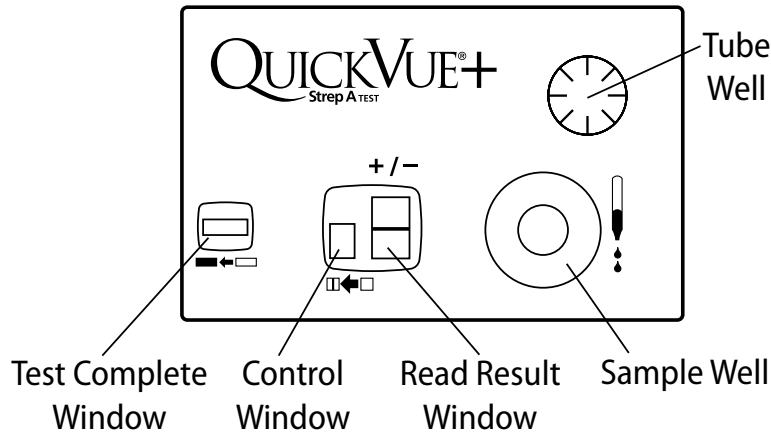 QUICKVUE®+
Strep A TEST
Tube
Well
+ / –
Test Complete
Window
Control
Window
Read Result
Window
Sample Well